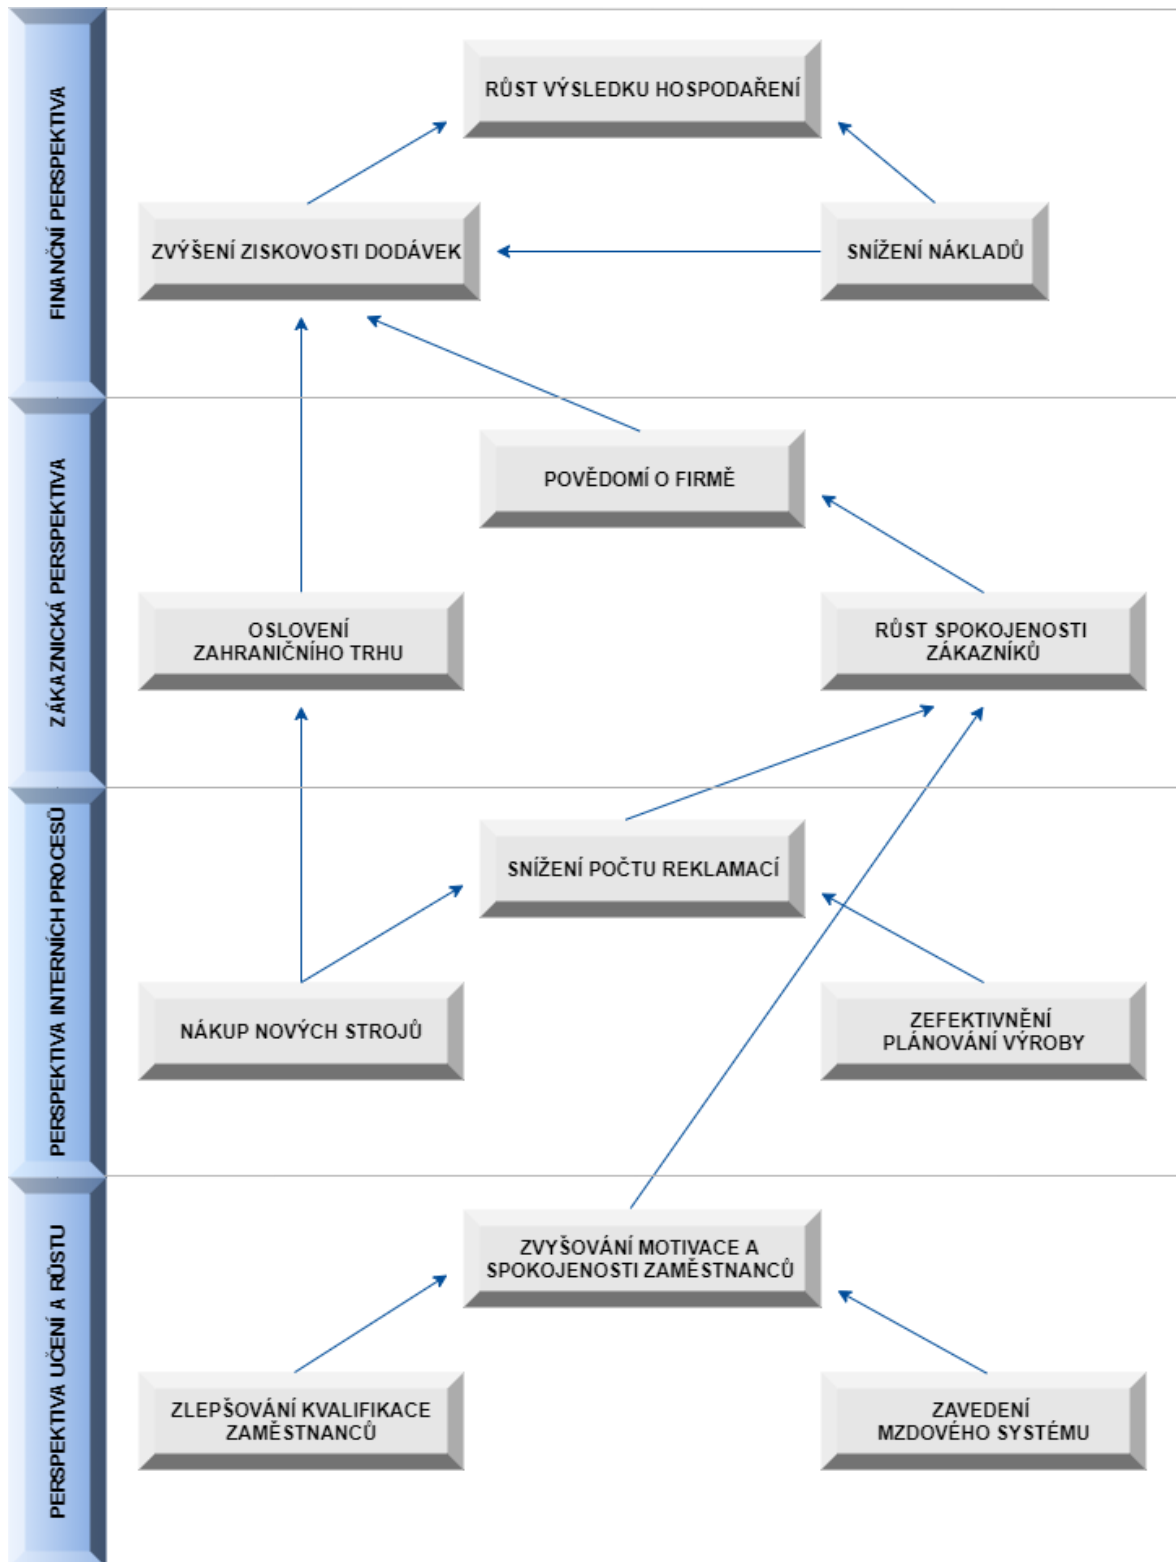 FINANČNÍ PERSPEKTIVA
RŮST VÝSLEDKU HOSPODAŘENÍ
ZVÝŠENÍ ZISKOVOSTI DODÁVEK
SNÍŽENÍ NÁKLADŮ
ZÁKAZNICKÁ PERSPEKTIVA
POVĚDOMÍ O FIRMĚ
OSLOVENÍ
ZAHRANIČNÍHO TRHU
RŮST SPOKOJENOSTI
ZÁKAZNÍKŮ
PERSPEKTIVA INTERNÍCH PROCESŮ
SNÍŽENÍ POČTU REKLAMACÍ
NÁKUP NOVÝCH STROJŮ
ZEFEKTIVNĚNÍ
PLÁNOVÁNÍ VÝROBY
PERSPEKTIVA UČENÍ A RŮSTU
ZVYŠOVÁNÍ MOTIVACE A
SPOKOJENOSTI ZAMĚSTNANCŮ
ZLEPŠOVÁNÍ KVALIFIKACE
ZAMĚSTNANCŮ
ZAVEDENÍ
MZDOVÉHO SYSTÉMU